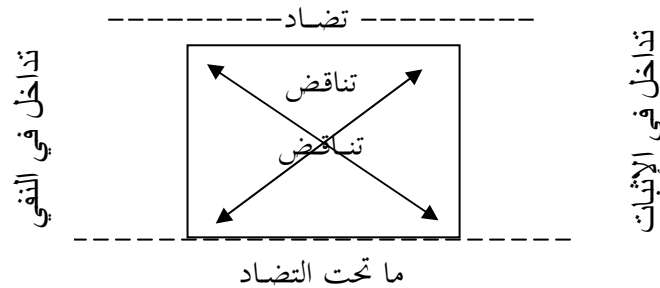 تضاد
تداخل في الإثبات
تناقض
تناقض
تداخل في النفي
ما تحت التضاد